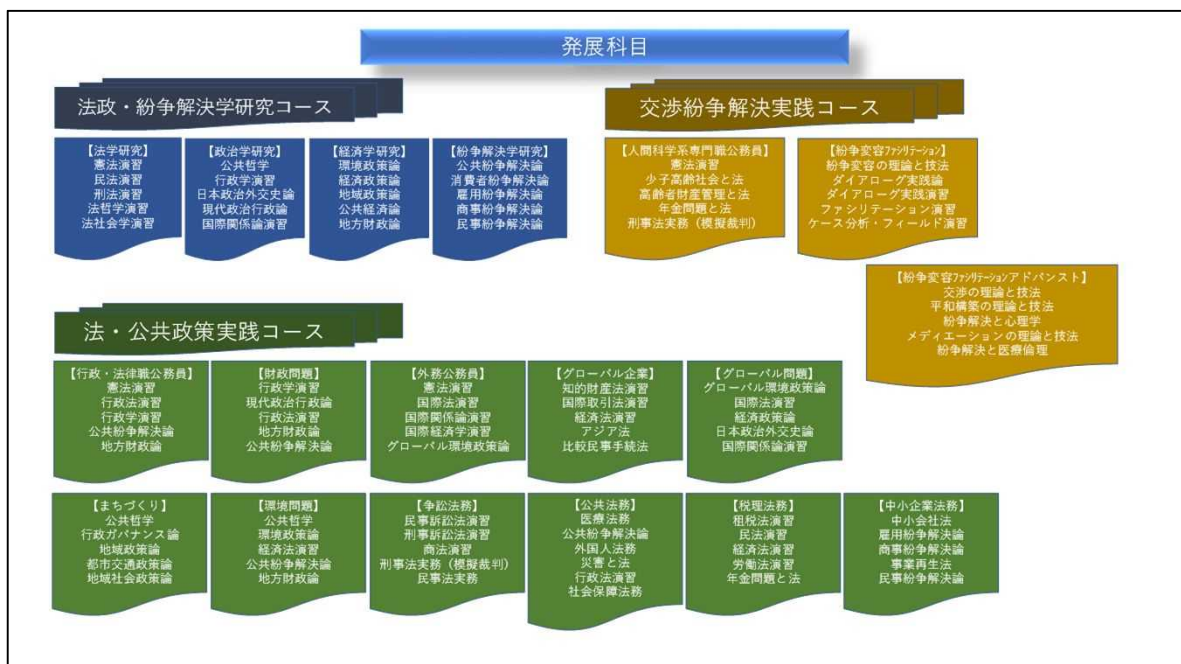 発展科目
法政・紛争解決学研究コース
【法学研究】
憲法演習
民法演習
刑法演習
法哲学演習
法社会学演習
【政治学研究】
公共哲学
行政学演習
日本政治外交史論
現代政治行政論
国際関係論演習
【経済学研究】
環境政策論
経済政策論
地域政策論
公共経済論
地方財政論
【紛争解決学研究】
公共紛争解決論
消費者紛争解決論
雇用紛争解決論
商事紛争解決論
民事紛争解決論
交渉紛争解決実践コース
【人間科学系専門職公務員】
憲法演習
少子高齢社会と法
高齢者財産管理と法
年金問題と法
刑事法実務（模擬裁判）
【紛争変容ﾌｧｼﾘﾃｰｼｮﾝ】
紛争変容の理論と技法
ダイアローグ実践論
ダイアローグ実践演習
ファシリテーション演習
ケース分析・フィールド演習
【紛争変容ﾌｧｼﾘﾃｰｼｮﾝアドバンスト】
交渉の理論と技法
平和構築の理論と技法
紛争解決と心理学
メディエーションの理論と技法
紛争解決と医療倫理
法・公共政策実践コース
【行政・法律職公務員】
憲法演習
行政法演習
行政学演習
公共紛争解決論
地方財政論
【財政問題】
行政学演習
現代政治行政論
行政法演習
地方財政論
公共紛争解決論
【外務公務員】
憲法演習
国際法演習
国際関係論演習
国際経済学演習
グローバル環境政策論
【グローバル企業】
知的財産法演習
国際取引法演習
経済法演習
アジア法
比較民事手続法
【グローバル問題】
グローバル環境政策論
国際法演習
経済政策論
日本政治外交史論
国際関係論演習
【まちづくり】
公共哲学
行政ガバナンス論
地域政策論
都市交通政策論
地域社会政策論
【環境問題】
公共哲学
環境政策論
経済法演習
公共紛争解決論
地方財政論
【争訟法務】
民事訴訟法演習
刑事訴訟法演習
商法演習
刑事法実務（模擬裁判）
民事法実務
【公共法務】
医療法務
公共紛争解決論
外国人法務
災害と法
行政法演習
社会保障法務
【税理法務】
租税法演習
民法演習
経済法演習
労働法演習
年金問題と法
【中小企業法務】
中小会社法
雇用紛争解決論
商事紛争解決論
事業再生法
民事紛争解決論